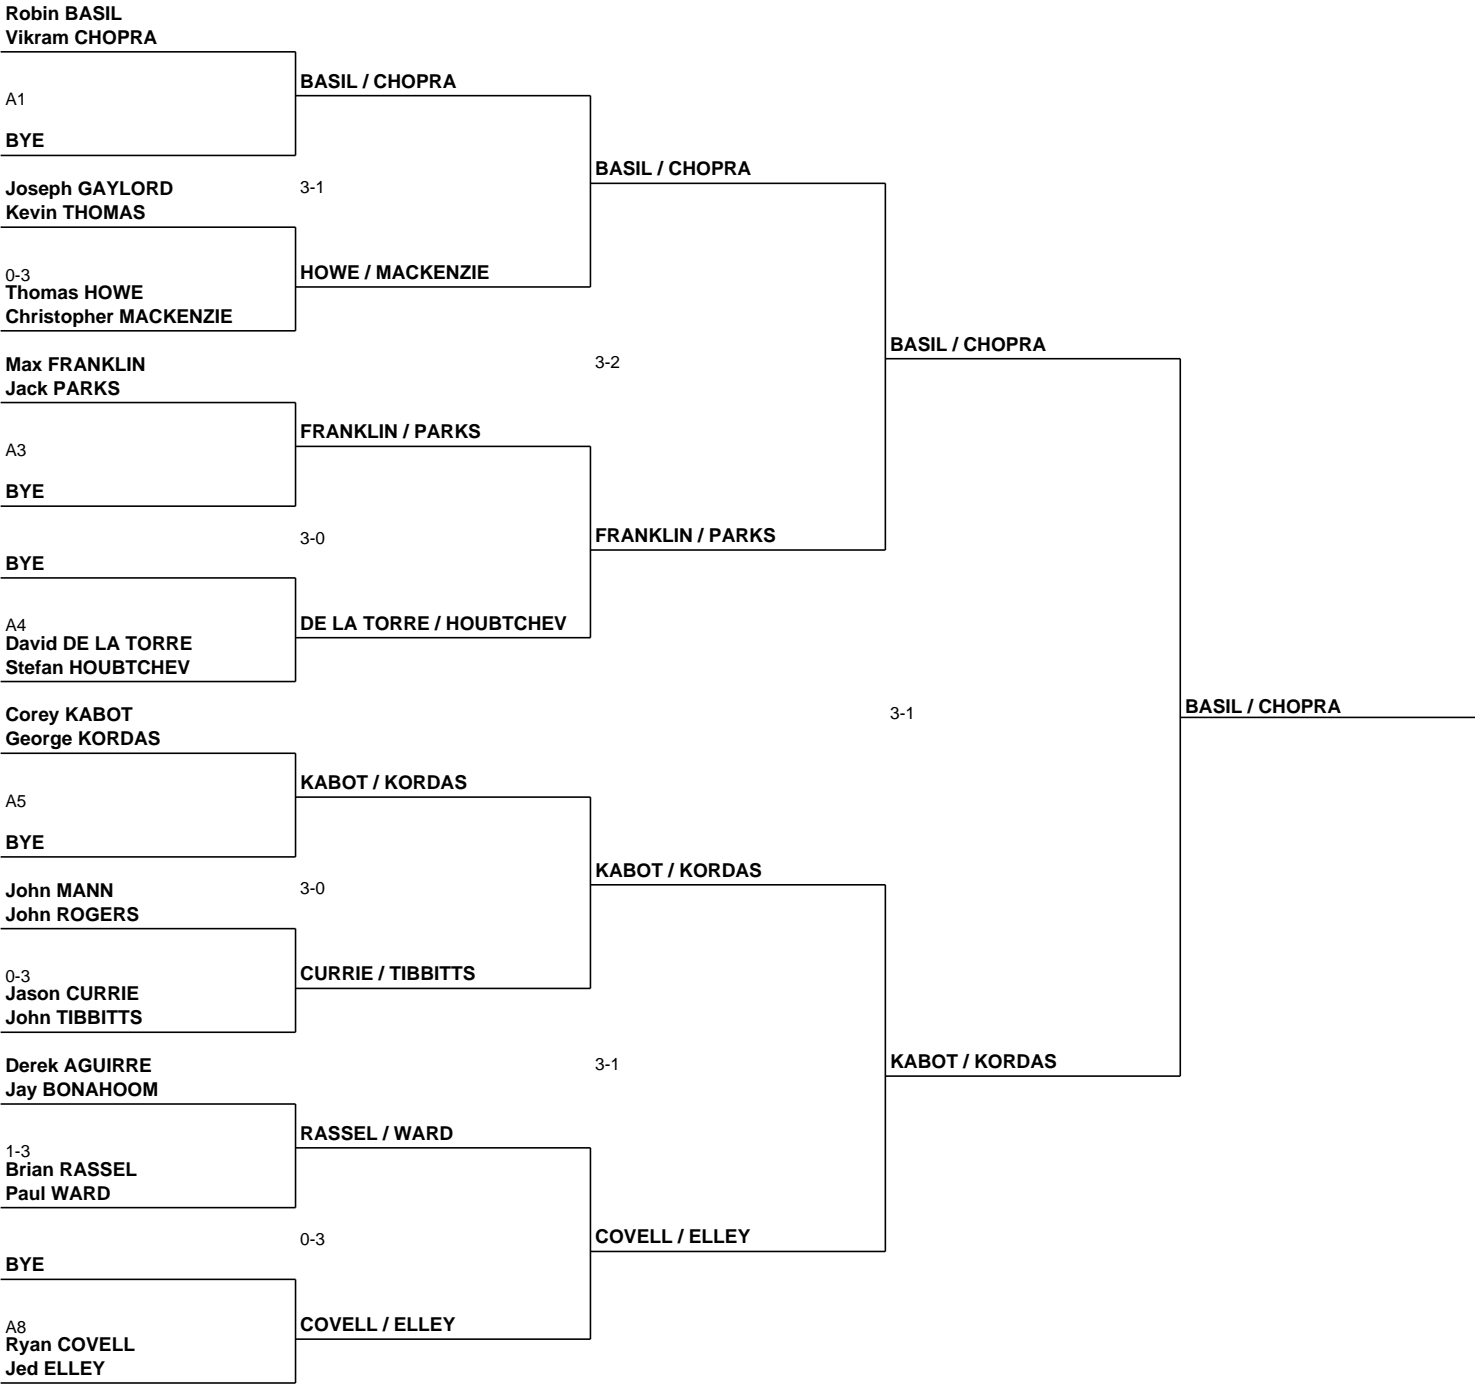 Robin BASIL
Vikram CHOPRA
BASIL / CHOPRA
A1
BYE
BASIL / CHOPRA
Joseph GAYLORD
3-1
Kevin THOMAS
HOWE / MACKENZIE
0-3
Thomas HOWE
Christopher MACKENZIE
BASIL / CHOPRA
Max FRANKLIN
3-2
Jack PARKS
FRANKLIN / PARKS
A3
BYE
FRANKLIN / PARKS
3-0
BYE
DE LA TORRE / HOUBTCHEV
A4
David DE LA TORRE
Stefan HOUBTCHEV
BASIL / CHOPRA
Corey KABOT
3-1
George KORDAS
KABOT / KORDAS
A5
BYE
KABOT / KORDAS
John MANN
3-0
John ROGERS
CURRIE / TIBBITTS
0-3
Jason CURRIE
John TIBBITTS
KABOT / KORDAS
Derek AGUIRRE
3-1
Jay BONAHOOM
RASSEL / WARD
1-3
Brian RASSEL
Paul WARD
COVELL / ELLEY
0-3
BYE
COVELL / ELLEY
A8
Ryan COVELL
Jed ELLEY